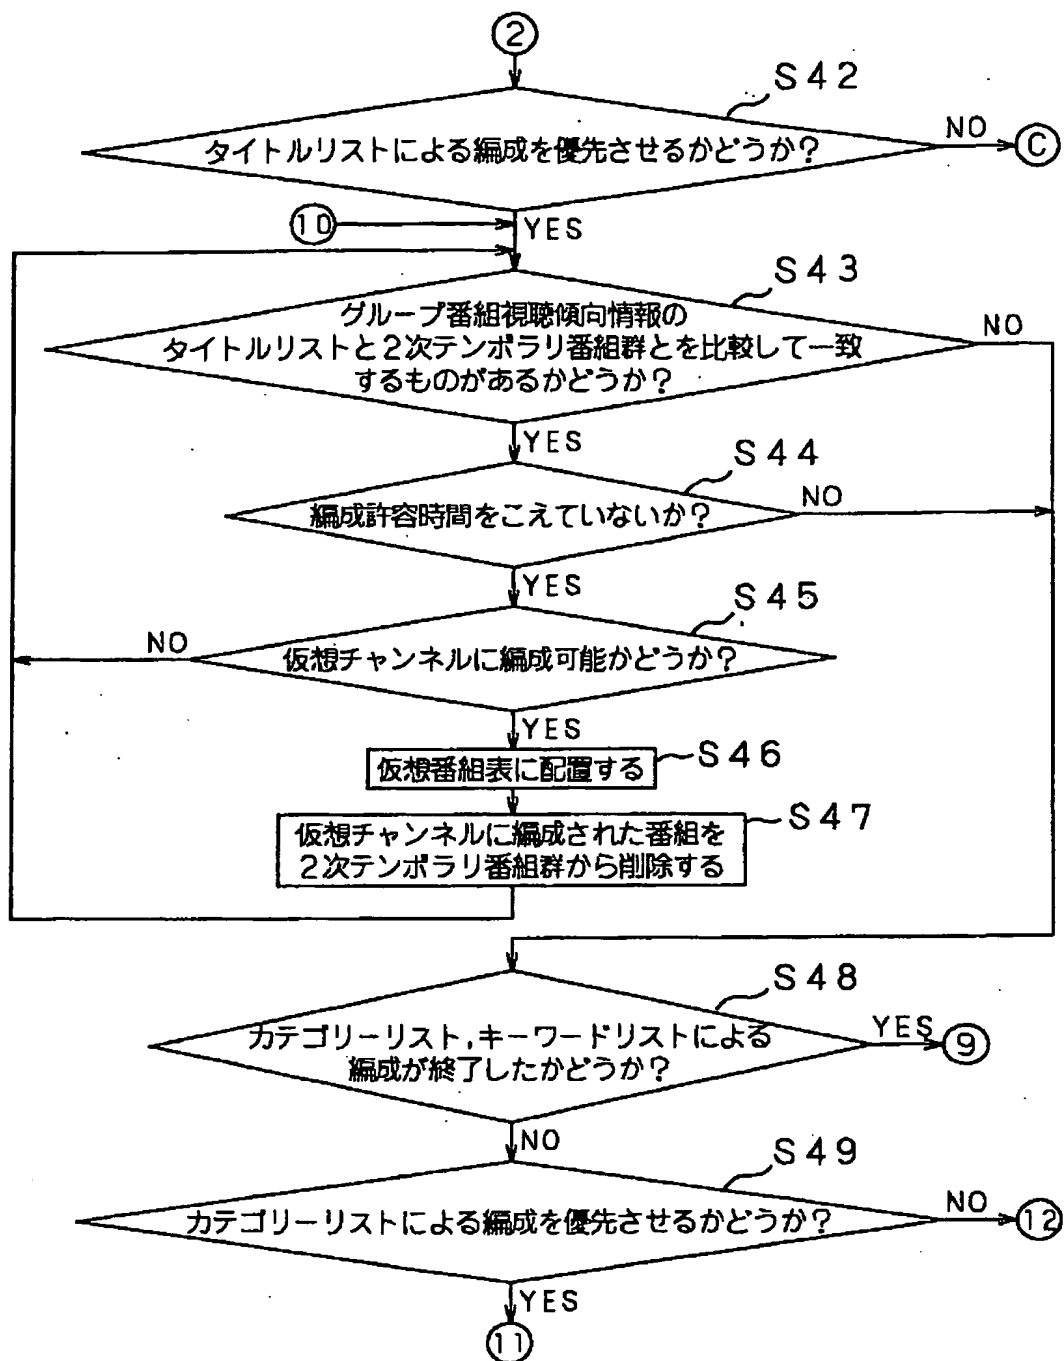 ②
S42
タイトルリストによる編成を優先させるかどうか?
NO
Ⓒ
⑩
YES
S43
グループ番組視聴傾向情報の
タイトルリストと2次テンポラリ番組群とを比較して一致
するものがあるかどうか?
NO
YES
S44
編成許容時間をこえていないか?
NO
YES
S45
NO
仮想チャンネルに編成可能かどうか?
YES
S46
仮想番組表に配置する
S47
仮想チャンネルに編成された番組を
2次テンポラリ番組群から削除する
S48
カテゴリーリスト,キーワードリストによる
編成が終了したかどうか?
YES
⑨
NO
S49
カテゴリーリストによる編成を優先させるかどうか?
NO
⑫
YES
⑪